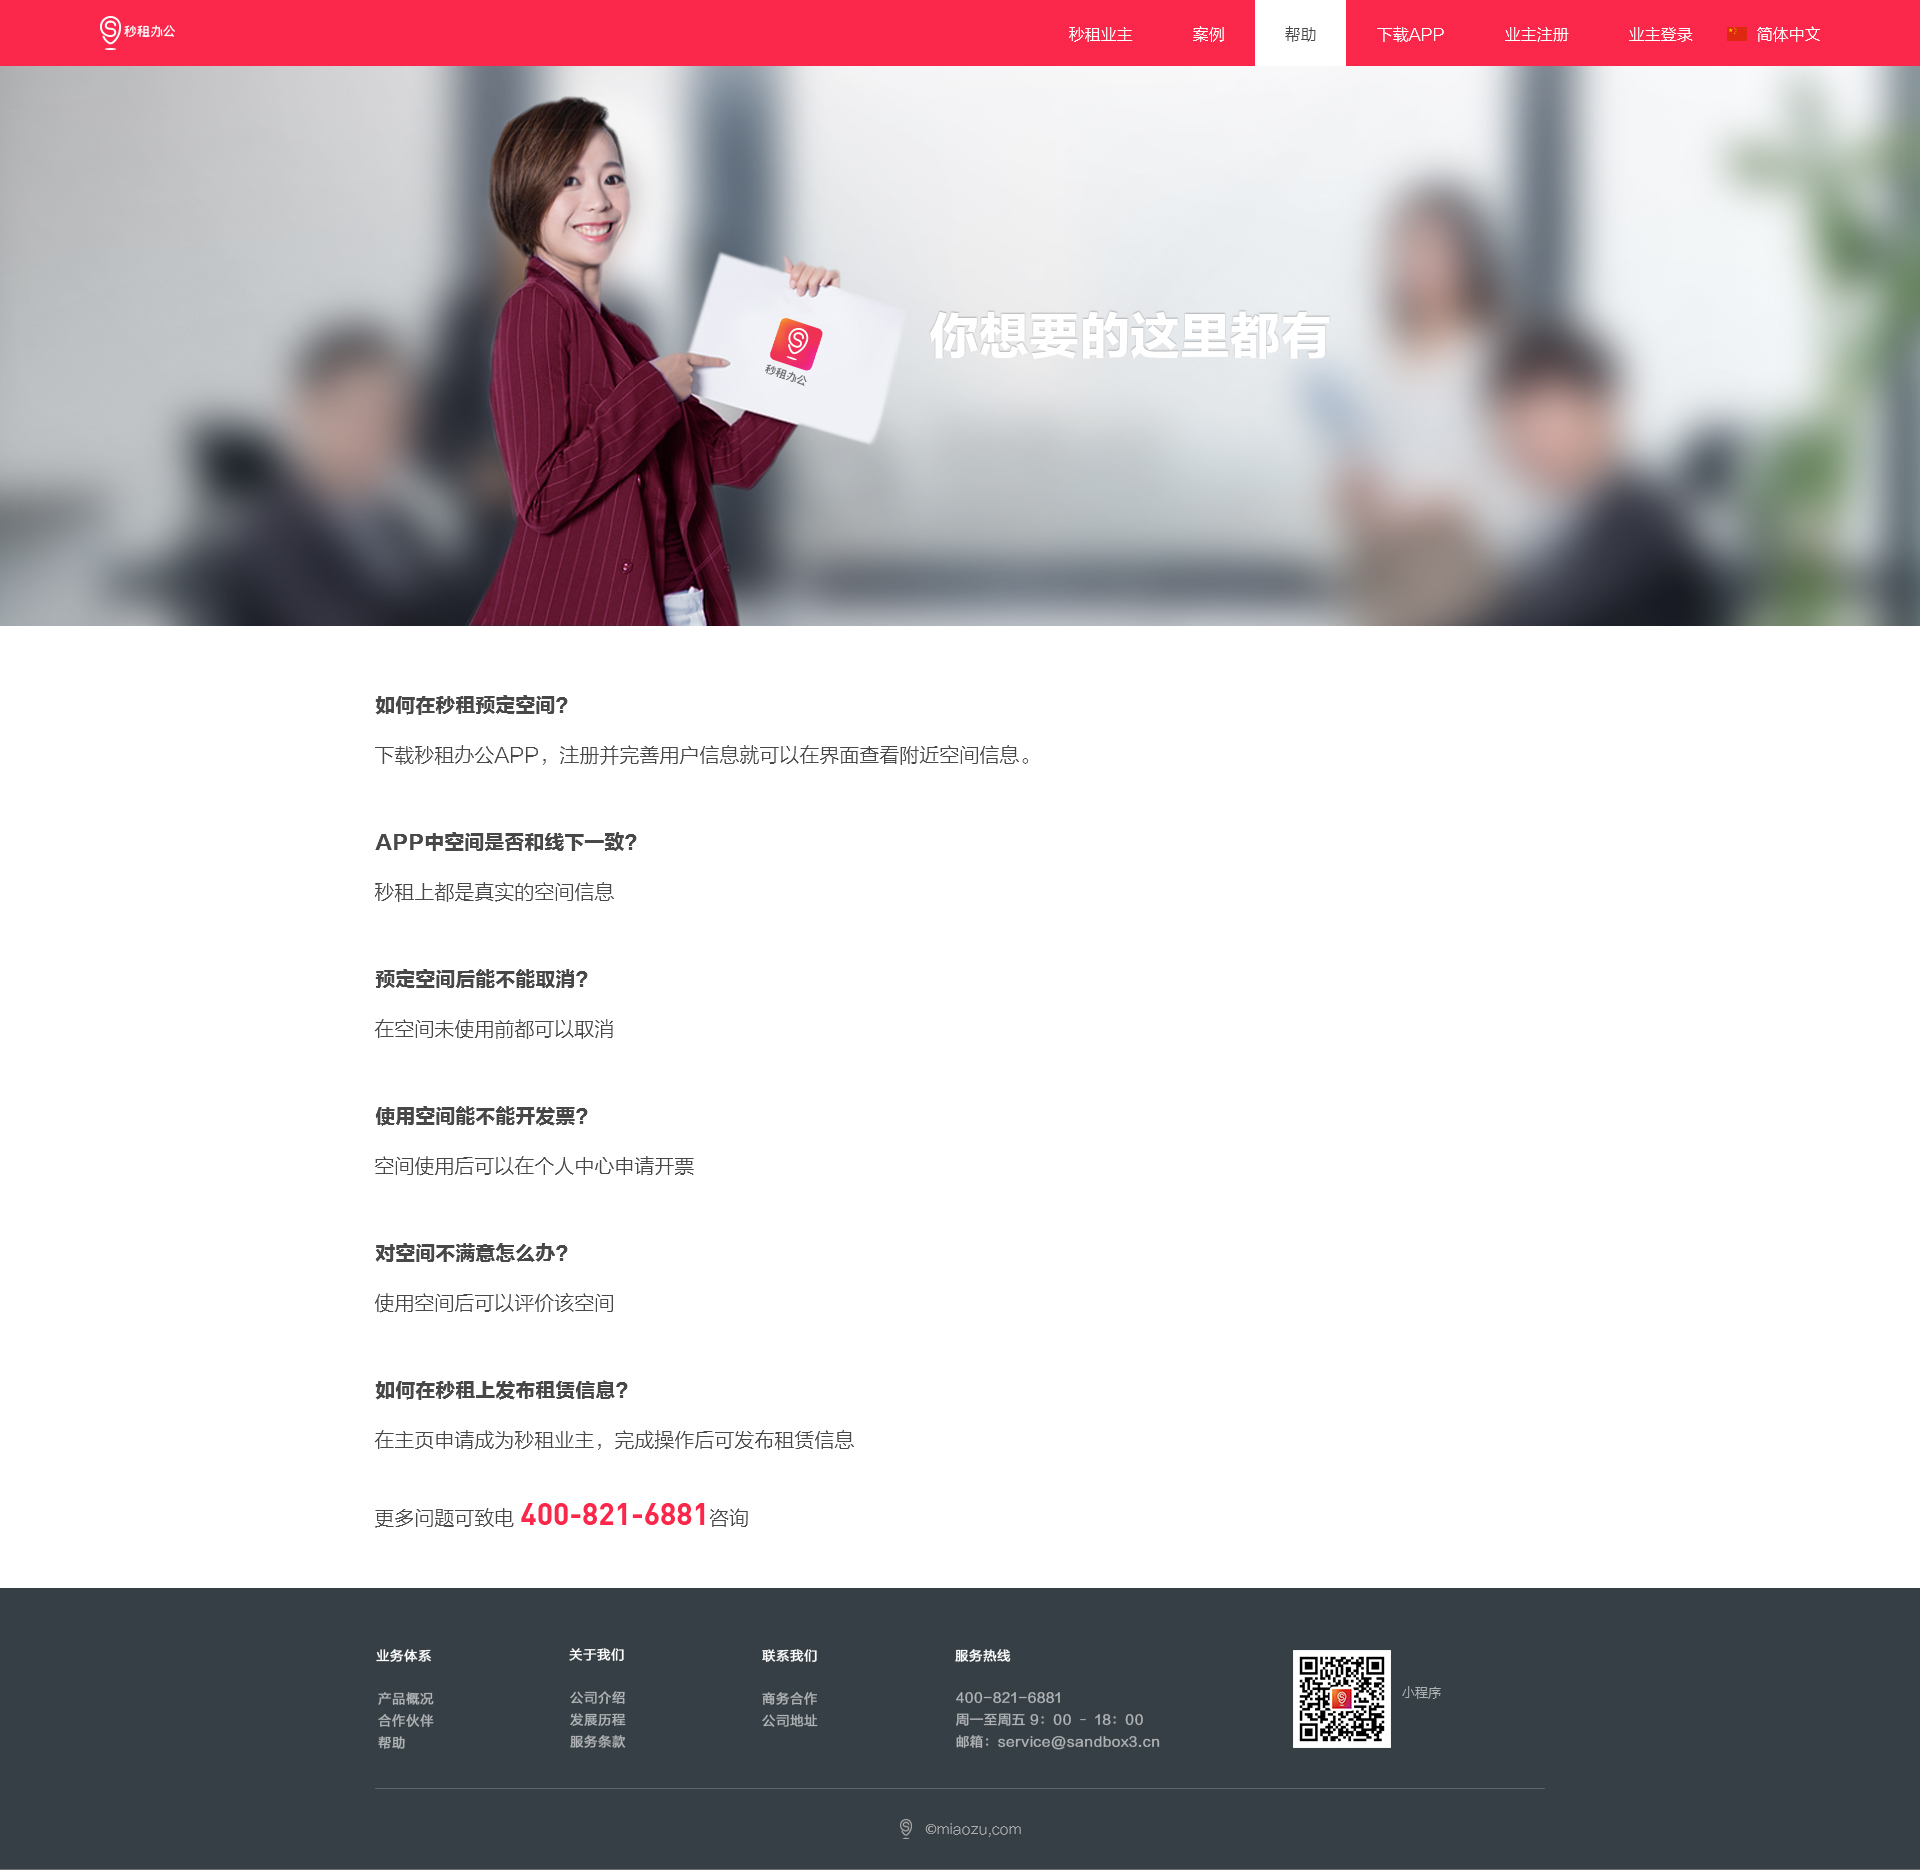 秒租办公
秒租业主
案例
帮助
下载APP
业主注册
业主登录
简体中文
秒租办公
你想要的这里都有
如何在秒租预定空间？
下载秒租办公APP，注册并完善用户信息就可以在界面查看附近空间信息。
APP中空间是否和线下一致？
秒租上都是真实的空间信息
预定空间后能不能取消？
在空间未使用前都可以取消
使用空间能不能开发票？
空间使用后可以在个人中心申请开票
对空间不满意怎么办？
使用空间后可以评价该空间
如何在秒租上发布租赁信息？
在主页申请成为秒租业主，完成操作后可发布租赁信息
更多问题可致电 400-821-6881咨询
业务体系
产品概况
合作伙伴
帮助
关于我们
公司介绍
发展历程
服务条款
联系我们
商务合作
公司地址
服务热线
400-821-6881
周一至周五 9：00 - 18：00
邮箱：service@sandbox3.cn
小程序
©miaozu,com